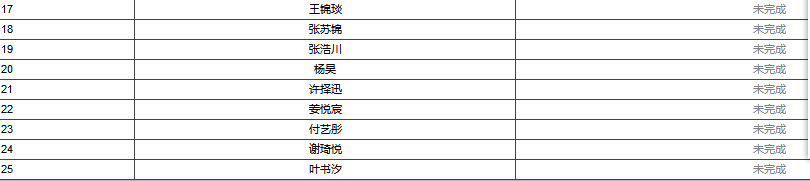 17 王锦琰 未完成
18 张苏锦 未完成
19 张浩川 未完成
20 杨昊 未完成
21 许择迅 未完成
22 姜悦宸 未完成
23 付艺彤 未完成
24 谢琦悦 未完成
25 叶书汐 未完成